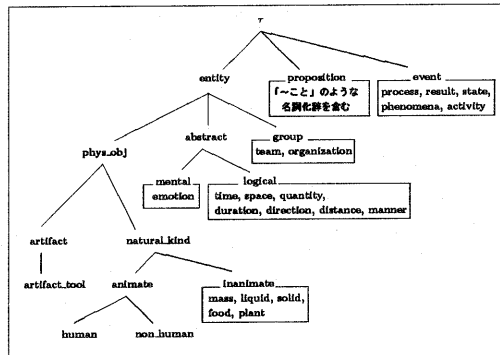 τ
entity
proposition
event
「～こと」のような
名詞化辞を含む
process, result, state,
phenomena, activity
phys_obj
abstract
group
team, organization
mental
emotion
logical
time, space, quantity,
duration, direction, distance, manner
artifact
natural_kind
artifact_tool
animate
inanimate
mass, liquid, solid,
food, plant
human
non_human